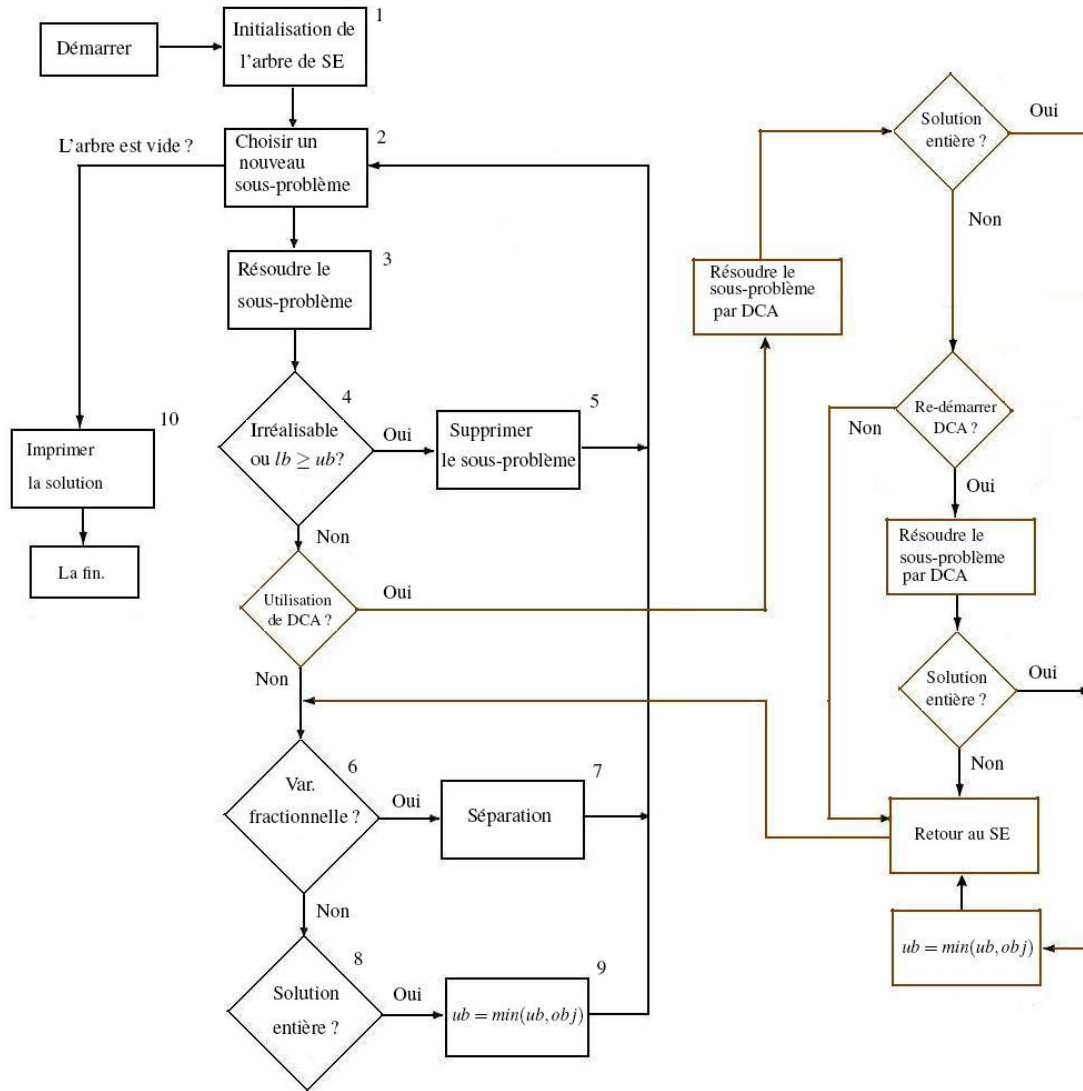 Démarrer
1
Initialisation de
l'arbre de SE
L'arbre est vide ?
2
Choisir un
nouveau
sous-problème
3
Résoudre le
sous-problème
4
Irréalisable
ou lb ≥ ub?
Oui
5
Supprimer
le sous-problème
Non
10
Imprimer
la solution
La fin.
Utilisation
de DCA ?
Oui
Non
6
Var.
fractionnelle ?
Oui
7
Séparation
Non
8
Solution
entière ?
Oui
9
ub = min(ub, obj)
Résoudre le
sous-problème
par DCA
Solution
entière ?
Oui
Non
Re-démarrer
DCA ?
Non
Oui
Résoudre le
sous-problème
par DCA
Solution
entière ?
Oui
Non
Retour au SE
ub = min(ub, obj)